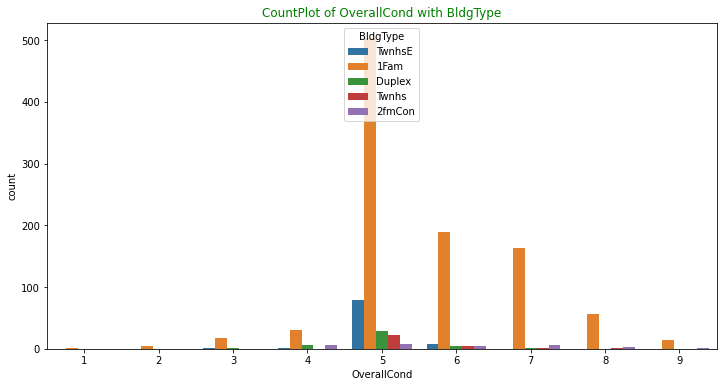 CountPlot of OverallCond with BldgType
BldgType
TwnhsE
1Fam
Duplex
Twnhs
2fmCon
500
400
300
200
100
0
count
1 2 3 4 5 6 7 8 9
OverallCond